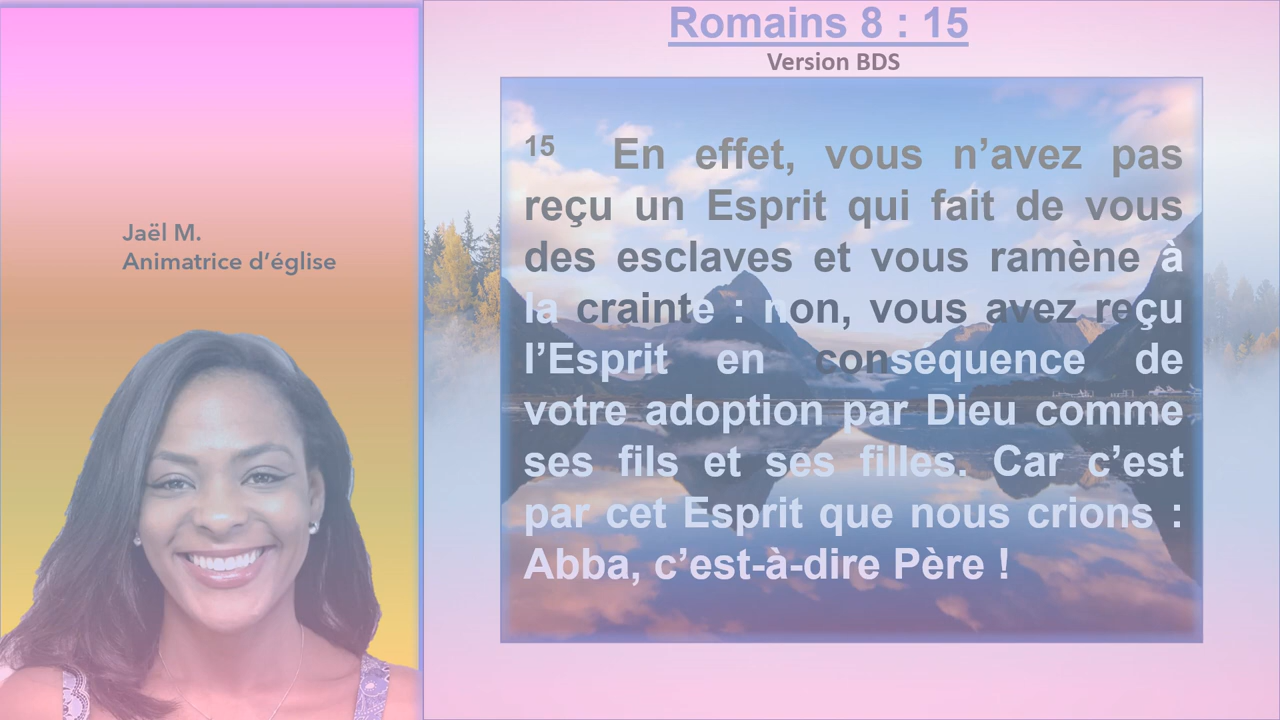 Romains 8 : 15
Version BDS
Jaël M.
Animatrice d’église
15 En effet, vous n’avez pas
reçu un Esprit qui fait de vous
des esclaves et vous ramène à
la crainte : non, vous avez reçu
l’Esprit en consequence de
votre adoption par Dieu comme
ses fils et ses filles. Car c’est
par cet Esprit que nous crions :
Abba, c’est-à-dire Père !